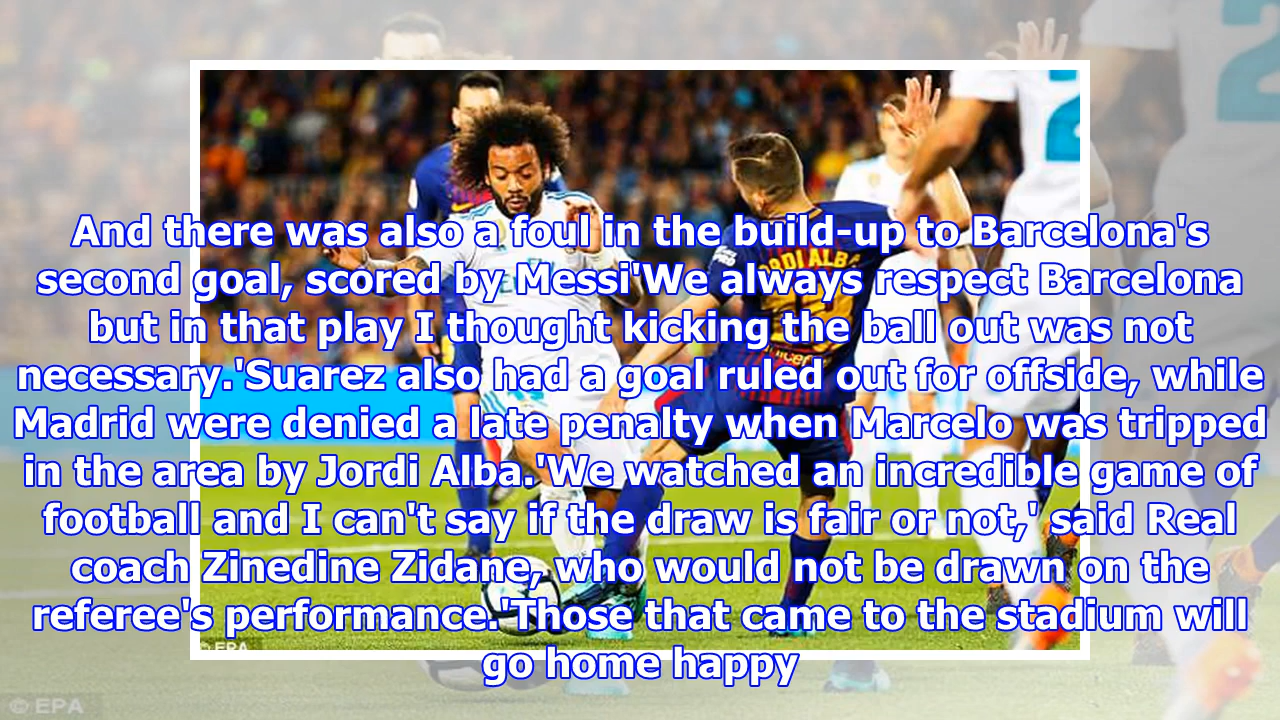 And there was also a foul in the build-up to Barcelona's
second goal, scored by Messi'We always respect Barcelona
but in that play I thought kicking the ball out was not
necessary.'Suarez also had a goal ruled out for offside, while
Madrid were denied a late penalty when Marcelo was tripped
in the area by Jordi Alba.'We watched an incredible game of
football and I can't say if the draw is fair or not,' said Real
coach Zinedine Zidane, who would not be drawn on the
referee's performance.'Those that came to the stadium will
go home happy
JORDI ALBA
© EPA
© EPA